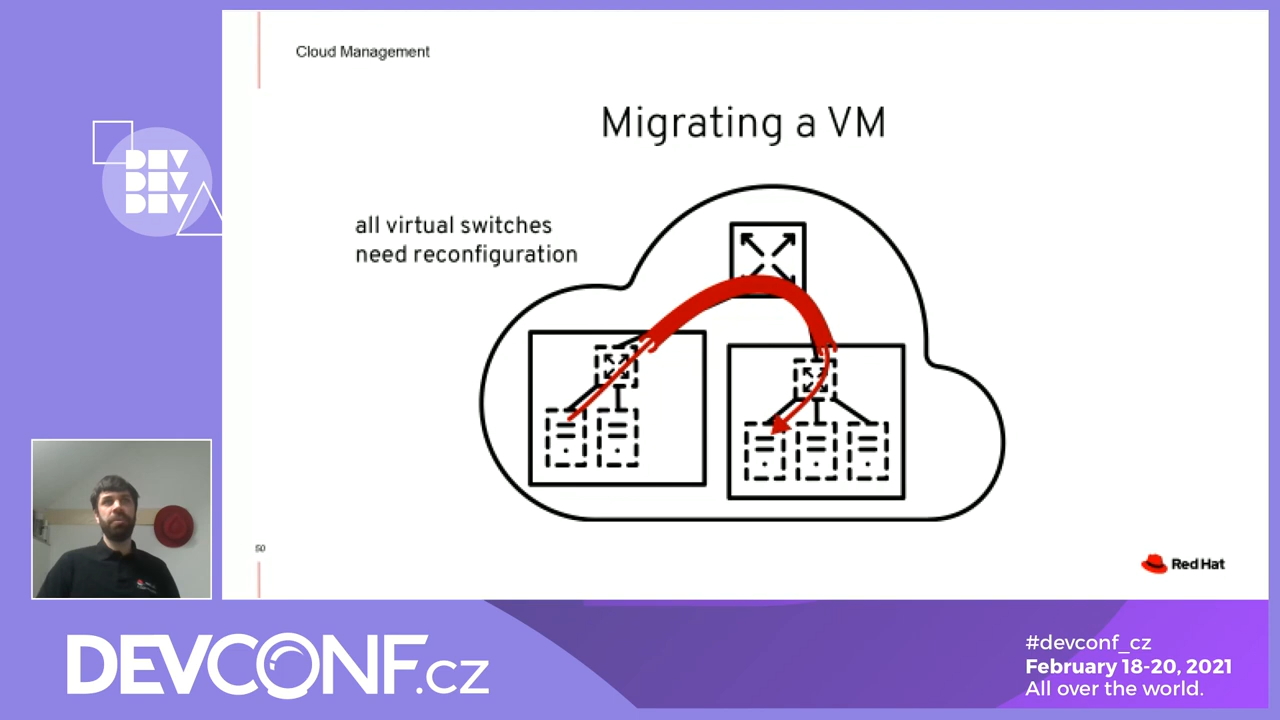 Cloud Management
Migrating a VM
all virtual switches
need reconfiguration
DEV
DEV
DEV
50
Red Hat
DEVCONF.cz
#devconf_cz
February 18-20, 2021
All over the world.